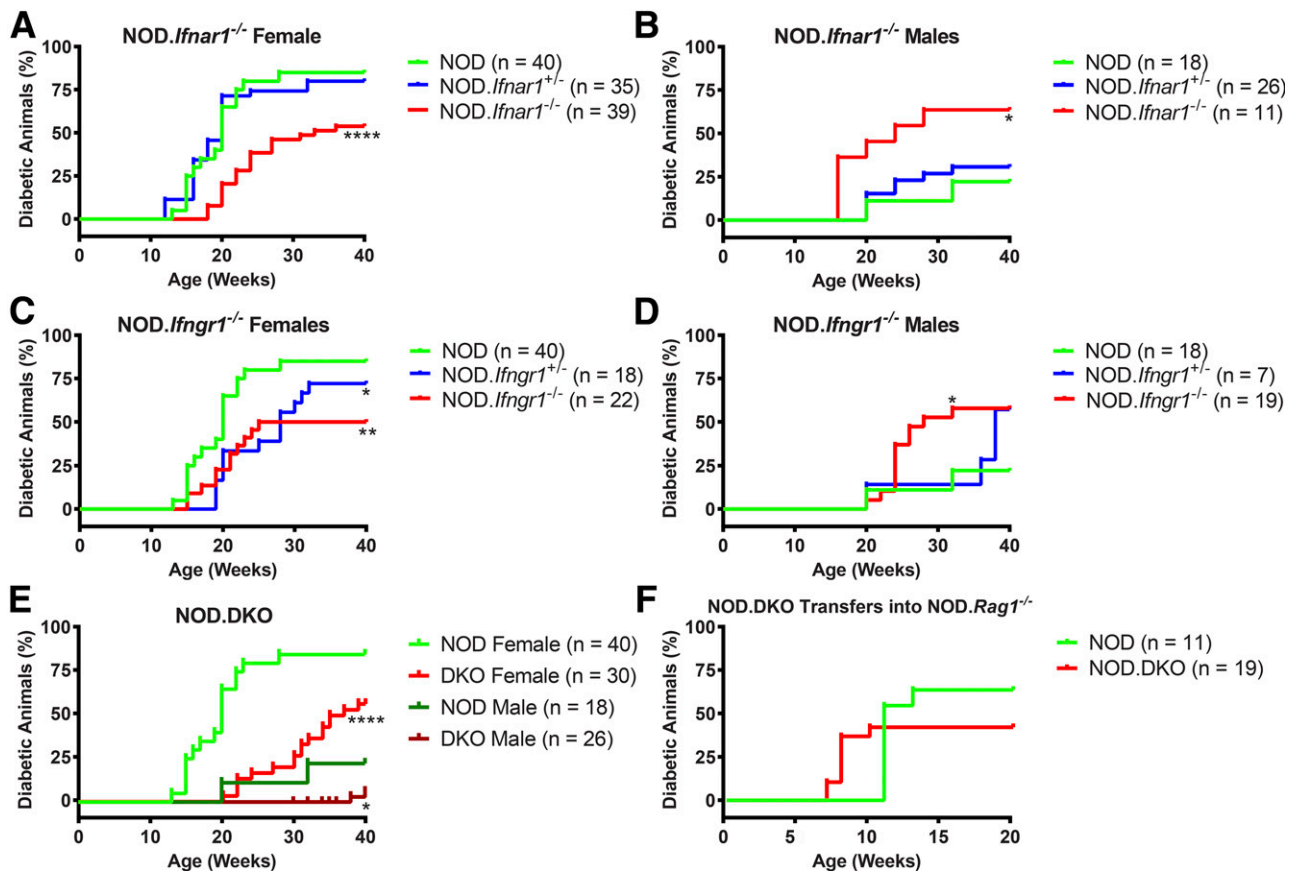 A
NOD.Ifnar1-/- Female
Diabetic Animals (%)
100
75
50
25
0
0 10 20 30 40
Age (Weeks)
****
NOD (n = 40)
NOD.Ifnar1+/- (n = 35)
NOD.Ifnar1-/- (n = 39)
B
NOD.Ifnar1-/- Males
Diabetic Animals (%)
100
75
50
25
0
0 10 20 30 40
Age (Weeks)
*
NOD (n = 18)
NOD.Ifnar1+/- (n = 26)
NOD.Ifnar1-/- (n = 11)
C
NOD.Ifngr1-/- Females
Diabetic Animals (%)
100
75
50
25
0
0 10 20 30 40
Age (Weeks)
*
**
NOD (n = 40)
NOD.Ifngr1+/- (n = 18)
NOD.Ifngr1-/- (n = 22)
D
NOD.Ifngr1-/- Males
Diabetic Animals (%)
100
75
50
25
0
0 10 20 30 40
Age (Weeks)
*
NOD (n = 18)
NOD.Ifngr1+/- (n = 7)
NOD.Ifngr1-/- (n = 19)
E
NOD.DKO
Diabetic Animals (%)
100
75
50
25
0
0 10 20 30 40
Age (Weeks)
****
*
NOD Female (n = 40)
DKO Female (n = 30)
NOD Male (n = 18)
DKO Male (n = 26)
F
NOD.DKO Transfers into NOD.Rag1-/-
Diabetic Animals (%)
100
75
50
25
0
0 5 10 15 20
Age (Weeks)
NOD (n = 11)
NOD.DKO (n = 19)